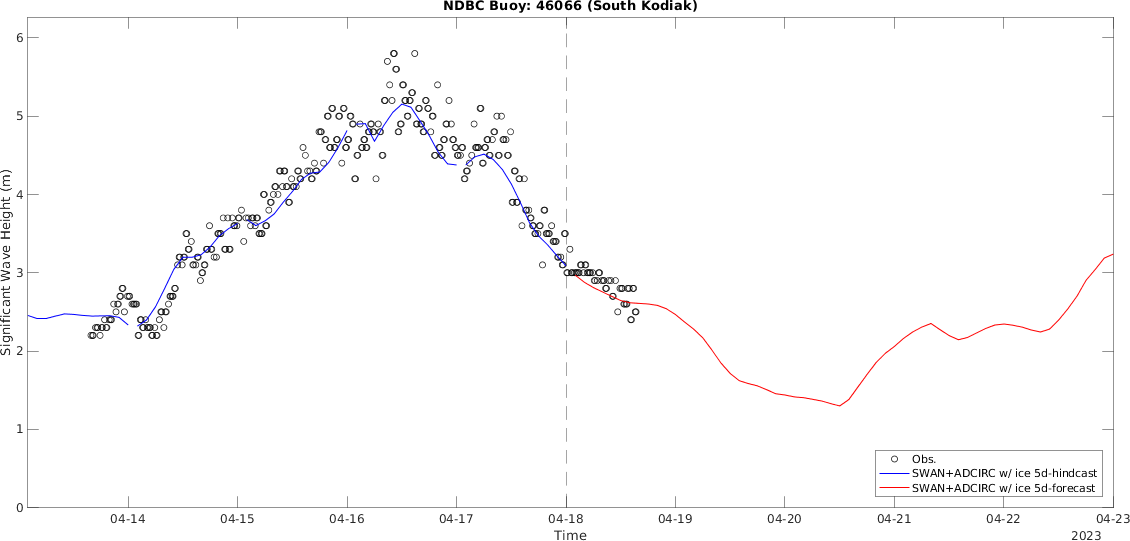 NDBC Buoy: 46066 (South Kodiak)
Significant Wave Height (m)
6
5
4
3
2
1
0
Obs.
SWAN+ADCIRC w/ ice 5d-hindcast
SWAN+ADCIRC w/ ice 5d-forecast
04-14 04-15 04-16 04-17 04-18 04-19 04-20 04-21 04-22 04-23
Time
2023